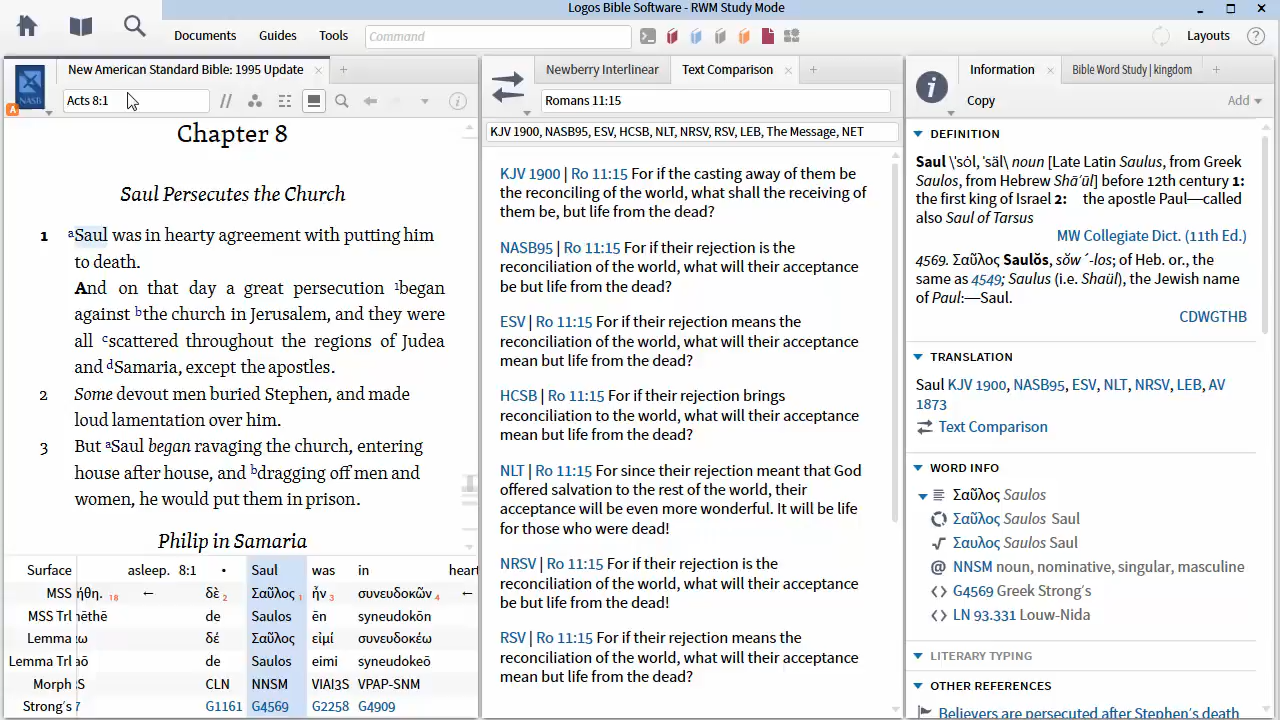 Logos Bible Software - RWM Study Mode
Documents Guides Tools Command Layouts
New American Standard Bible: 1995 Update
Acts 8:1
NASB
A
Chapter 8
Saul Persecutes the Church
1 aSaul was in hearty agreement with putting him
to death.
And on that day a great persecution 1began
against bthe church in Jerusalem, and they were
all cscattered throughout the regions of Judea
and dSamaria, except the apostles.
2 Some devout men buried Stephen, and made
loud lamentation over him.
3 But aSaul began ravaging the church, entering
house after house, and bdragging off men and
women, he would put them in prison.
Philip in Samaria
Surface asleep. 8:1 • Saul was in heart
MSS ήθη. 18 ← δὲ 2 Σαῦλος 1 ἦν 3 συνευδοκῶν 4 ←
MSS Trl nēthē de Saulos ēn syneudokōn
Lemma ω δέ Σαῦλος εἰμί συνευδοκέω
Lemma Trl aō de Saulos eimi syneudokeō
Morph S CLN NNSM VIAI3S VPAP-SNM
Strong's 7 G1161 G4569 G2258 G4909
Newberry Interlinear Text Comparison
Romans 11:15
KJV 1900, NASB95, ESV, HCSB, NLT, NRSV, RSV, LEB, The Message, NET
KJV 1900 | Ro 11:15 For if the casting away of them be
the reconciling of the world, what shall the receiving of
them be, but life from the dead?
NASB95 | Ro 11:15 For if their rejection is the
reconciliation of the world, what will their acceptance
be but life from the dead?
ESV | Ro 11:15 For if their rejection means the
reconciliation of the world, what will their acceptance
mean but life from the dead?
HCSB | Ro 11:15 For if their rejection brings
reconciliation to the world, what will their acceptance
mean but life from the dead?
NLT | Ro 11:15 For since their rejection meant that God
offered salvation to the rest of the world, their
acceptance will be even more wonderful. It will be life
for those who were dead!
NRSV | Ro 11:15 For if their rejection is the
reconciliation of the world, what will their acceptance
be but life from the dead!
RSV | Ro 11:15 For if their rejection means the
reconciliation of the world, what will their acceptance
mean but life from the dead?
Information Bible Word Study | kingdom
Copy Add
DEFINITION
Saul \ˈsȯl, ˈsäl\ noun [Late Latin Saulus, from Greek
Saulos, from Hebrew Shā'ūl] before 12th century 1:
the first king of Israel 2: the apostle Paul—called
also Saul of Tarsus
MW Collegiate Dict. (11th Ed.)
4569. Σαῦλος Saulŏs, sŏw´-los; of Heb. or., the
same as 4549; Saulus (i.e. Shaül), the Jewish name
of Paul:—Saul.
CDWGTHB
TRANSLATION
Saul KJV 1900, NASB95, ESV, NLT, NRSV, LEB, AV
1873
Text Comparison
WORD INFO
Σαῦλος Saulos
Σαῦλος Saulos Saul
Σαυλος Saulos Saul
@ NNSM noun, nominative, singular, masculine
<> G4569 Greek Strong's
<> LN 93.331 Louw-Nida
LITERARY TYPING
OTHER REFERENCES
Believers are persecuted after Stephen's death